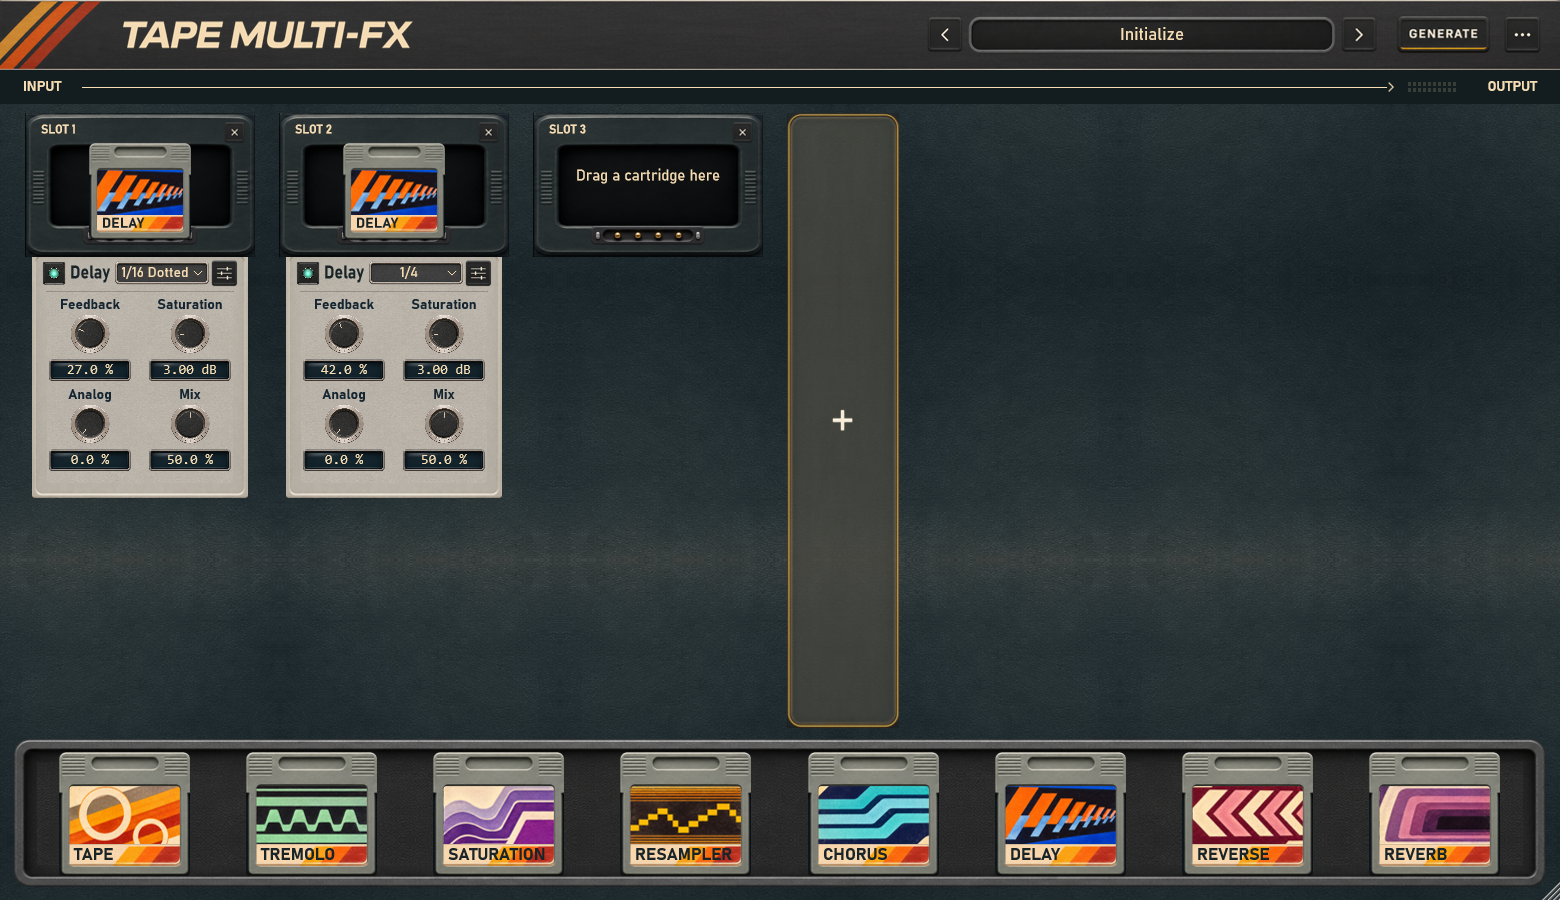 TAPE MULTI-FX
Initialize
GENERATE
INPUT
OUTPUT
SLOT 1
SLOT 2
SLOT 3
DELAY
DELAY
Drag a cartridge here
Delay 1/16 Dotted
Feedback Saturation
27.0 % 3.00 dB
Analog Mix
0.0 % 50.0 %
Delay 1/4
Feedback Saturation
42.0 % 3.00 dB
Analog Mix
0.0 % 50.0 %
TAPE
TREMOLO
SATURATION
RESAMPLER
CHORUS
DELAY
REVERSE
REVERB